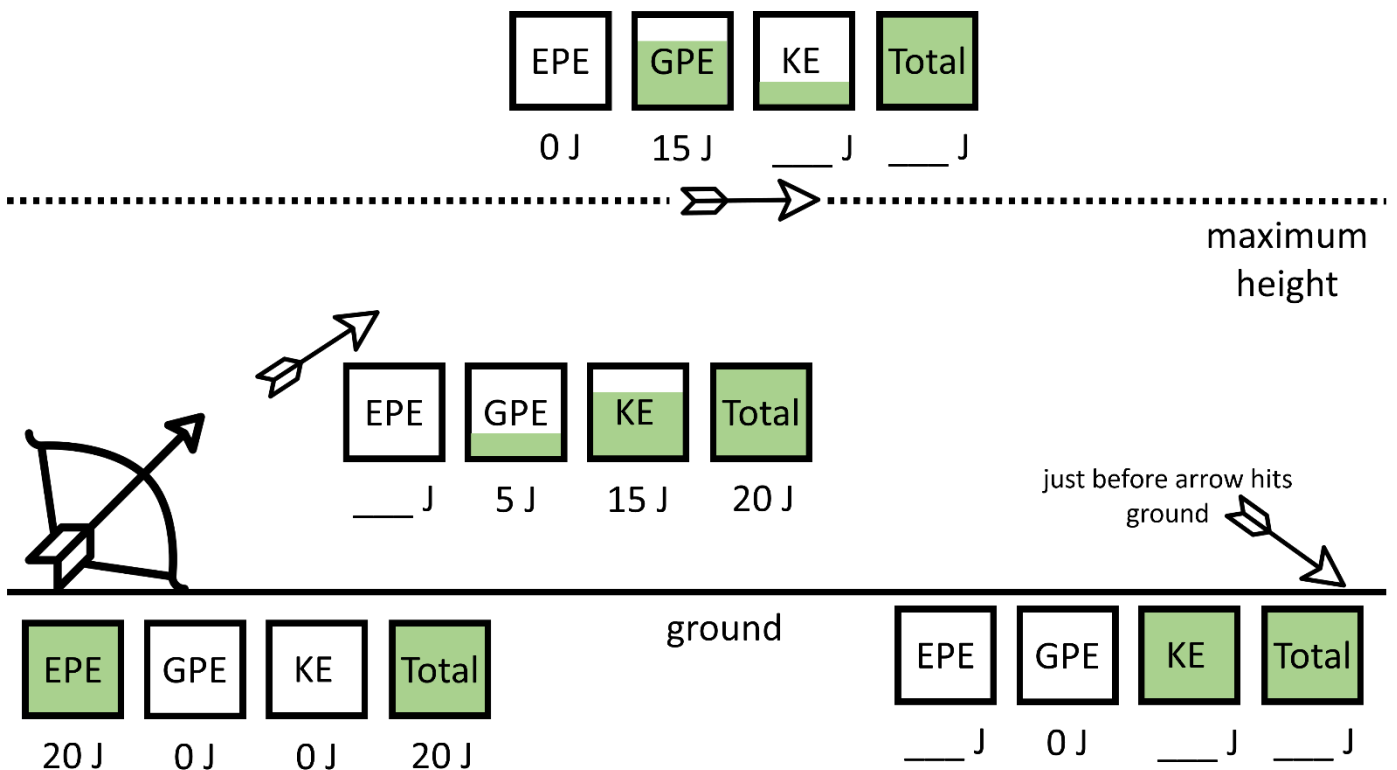 EPE GPE KE Total
0 J 15 J ___ J ___ J
maximum
height
EPE GPE KE Total
___ J 5 J 15 J 20 J
just before arrow hits
ground
ground
EPE GPE KE Total
20 J 0 J 0 J 20 J
EPE GPE KE Total
___ J 0 J ___ J ___ J